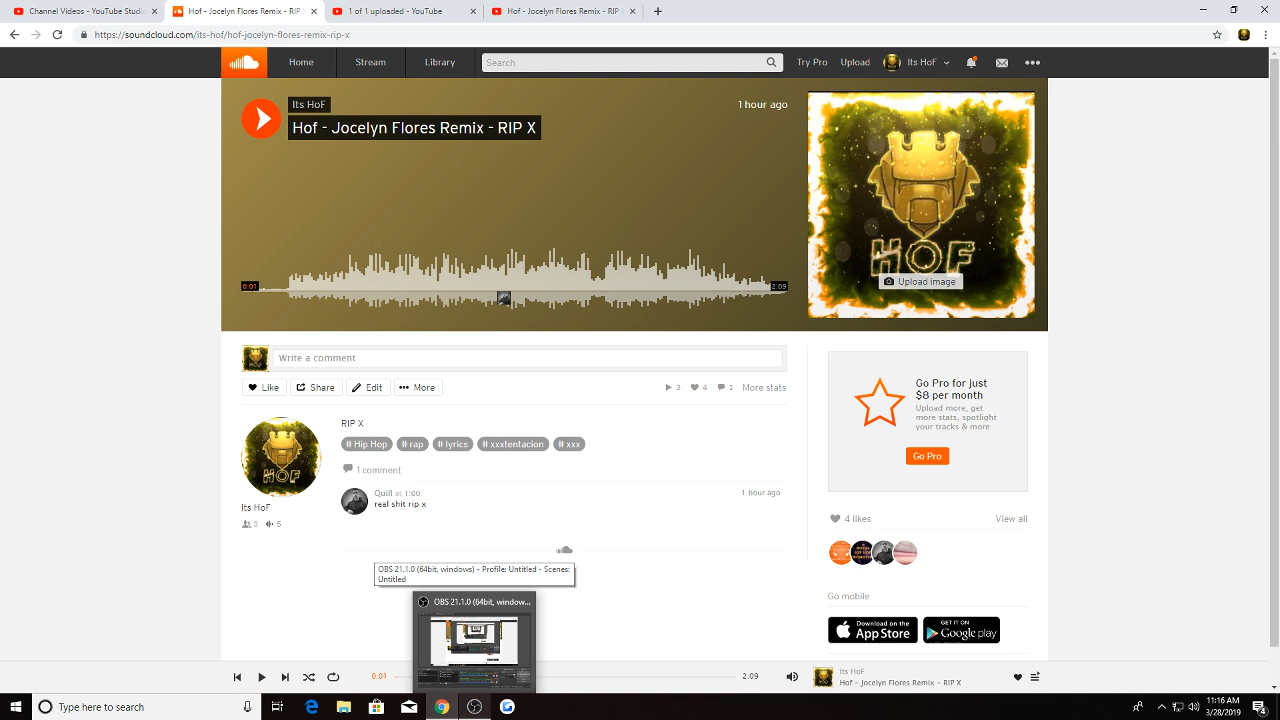 Channel Videos - YouTube Studio
Hof - Jocelyn Flores Remix - RIP X
1 of 1 uploaded - YouTube
Hof - Jocelyn Flores Remix - RIP X
https://soundcloud.com/its-hof/hof-jocelyn-flores-remix-rip-x
Home
Stream
Library
Search
Try Pro
Upload
Its HoF
Its HoF
1 hour ago
Hof - Jocelyn Flores Remix - RIP X
HOF
Upload image
0:01
2:09
Write a comment
Like
Share
Edit
More
3
4
1
More stats
Go Pro for just
$8 per month
Upload more, get
more stats, spotlight
your tracks & more
Go Pro
HOF
RIP X
# Hip Hop
# rap
# lyrics
# xxxtentacion
# xxx
1 comment
Quill at 1:00:
1 hour ago
real shit rip x
Its HoF
3
5
4 likes
View all
OBS 21.1.0 (64bit, windows) - Profile: Untitled - Scenes:
Untitled
OBS 21.1.0 (64bit, window...
Go mobile
Download on the
App Store
GET IT ON
Google play
2:09
Its HoF
Hof - Jocelyn Flores Remix - RIP X
Type here to search
11:16 AM
3/28/2019
4